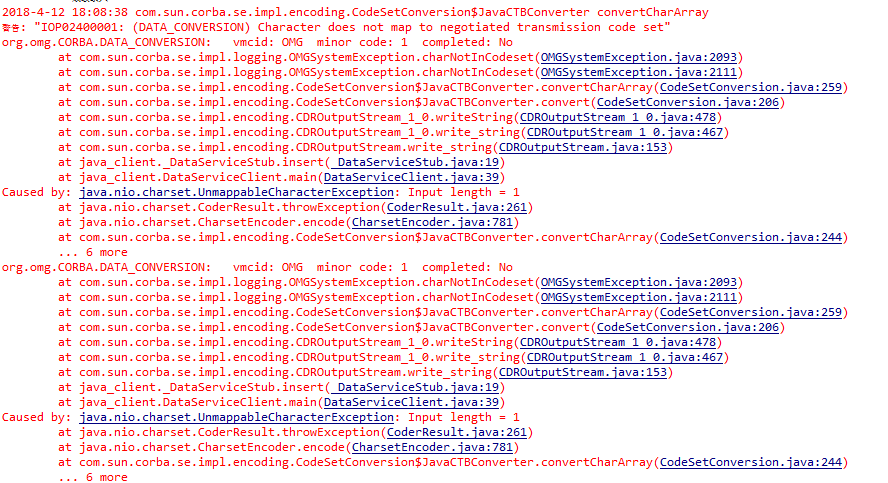 2018-4-12 18:08:38 com.sun.corba.se.impl.encoding.CodeSetConversion$JavaCTBConverter convertCharArray
警告: "IOP02400001: (DATA_CONVERSION) Character does not map to negotiated transmission code set"
org.omg.CORBA.DATA_CONVERSION:   vmcid: OMG  minor code: 1  completed: No
at com.sun.corba.se.impl.logging.OMGSystemException.charNotInCodeset(OMGSystemException.java:2093)
at com.sun.corba.se.impl.logging.OMGSystemException.charNotInCodeset(OMGSystemException.java:2111)
at com.sun.corba.se.impl.encoding.CodeSetConversion$JavaCTBConverter.convertCharArray(CodeSetConversion.java:259)
at com.sun.corba.se.impl.encoding.CodeSetConversion$JavaCTBConverter.convert(CodeSetConversion.java:206)
at com.sun.corba.se.impl.encoding.CDROutputStream_1_0.writeString(CDROutputStream_1_0.java:478)
at com.sun.corba.se.impl.encoding.CDROutputStream_1_0.write_string(CDROutputStream_1_0.java:467)
at com.sun.corba.se.impl.encoding.CDROutputStream.write_string(CDROutputStream.java:153)
at java_client._DataServiceStub.insert(_DataServiceStub.java:19)
at java_client.DataServiceClient.main(DataServiceClient.java:39)
Caused by: java.nio.charset.UnmappableCharacterException: Input length = 1
at java.nio.charset.CoderResult.throwException(CoderResult.java:261)
at java.nio.charset.CharsetEncoder.encode(CharsetEncoder.java:781)
at com.sun.corba.se.impl.encoding.CodeSetConversion$JavaCTBConverter.convertCharArray(CodeSetConversion.java:244)
... 6 more
org.omg.CORBA.DATA_CONVERSION:   vmcid: OMG  minor code: 1  completed: No
at com.sun.corba.se.impl.logging.OMGSystemException.charNotInCodeset(OMGSystemException.java:2093)
at com.sun.corba.se.impl.logging.OMGSystemException.charNotInCodeset(OMGSystemException.java:2111)
at com.sun.corba.se.impl.encoding.CodeSetConversion$JavaCTBConverter.convertCharArray(CodeSetConversion.java:259)
at com.sun.corba.se.impl.encoding.CodeSetConversion$JavaCTBConverter.convert(CodeSetConversion.java:206)
at com.sun.corba.se.impl.encoding.CDROutputStream_1_0.writeString(CDROutputStream_1_0.java:478)
at com.sun.corba.se.impl.encoding.CDROutputStream_1_0.write_string(CDROutputStream_1_0.java:467)
at com.sun.corba.se.impl.encoding.CDROutputStream.write_string(CDROutputStream.java:153)
at java_client._DataServiceStub.insert(_DataServiceStub.java:19)
at java_client.DataServiceClient.main(DataServiceClient.java:39)
Caused by: java.nio.charset.UnmappableCharacterException: Input length = 1
at java.nio.charset.CoderResult.throwException(CoderResult.java:261)
at java.nio.charset.CharsetEncoder.encode(CharsetEncoder.java:781)
at com.sun.corba.se.impl.encoding.CodeSetConversion$JavaCTBConverter.convertCharArray(CodeSetConversion.java:244)
... 6 more